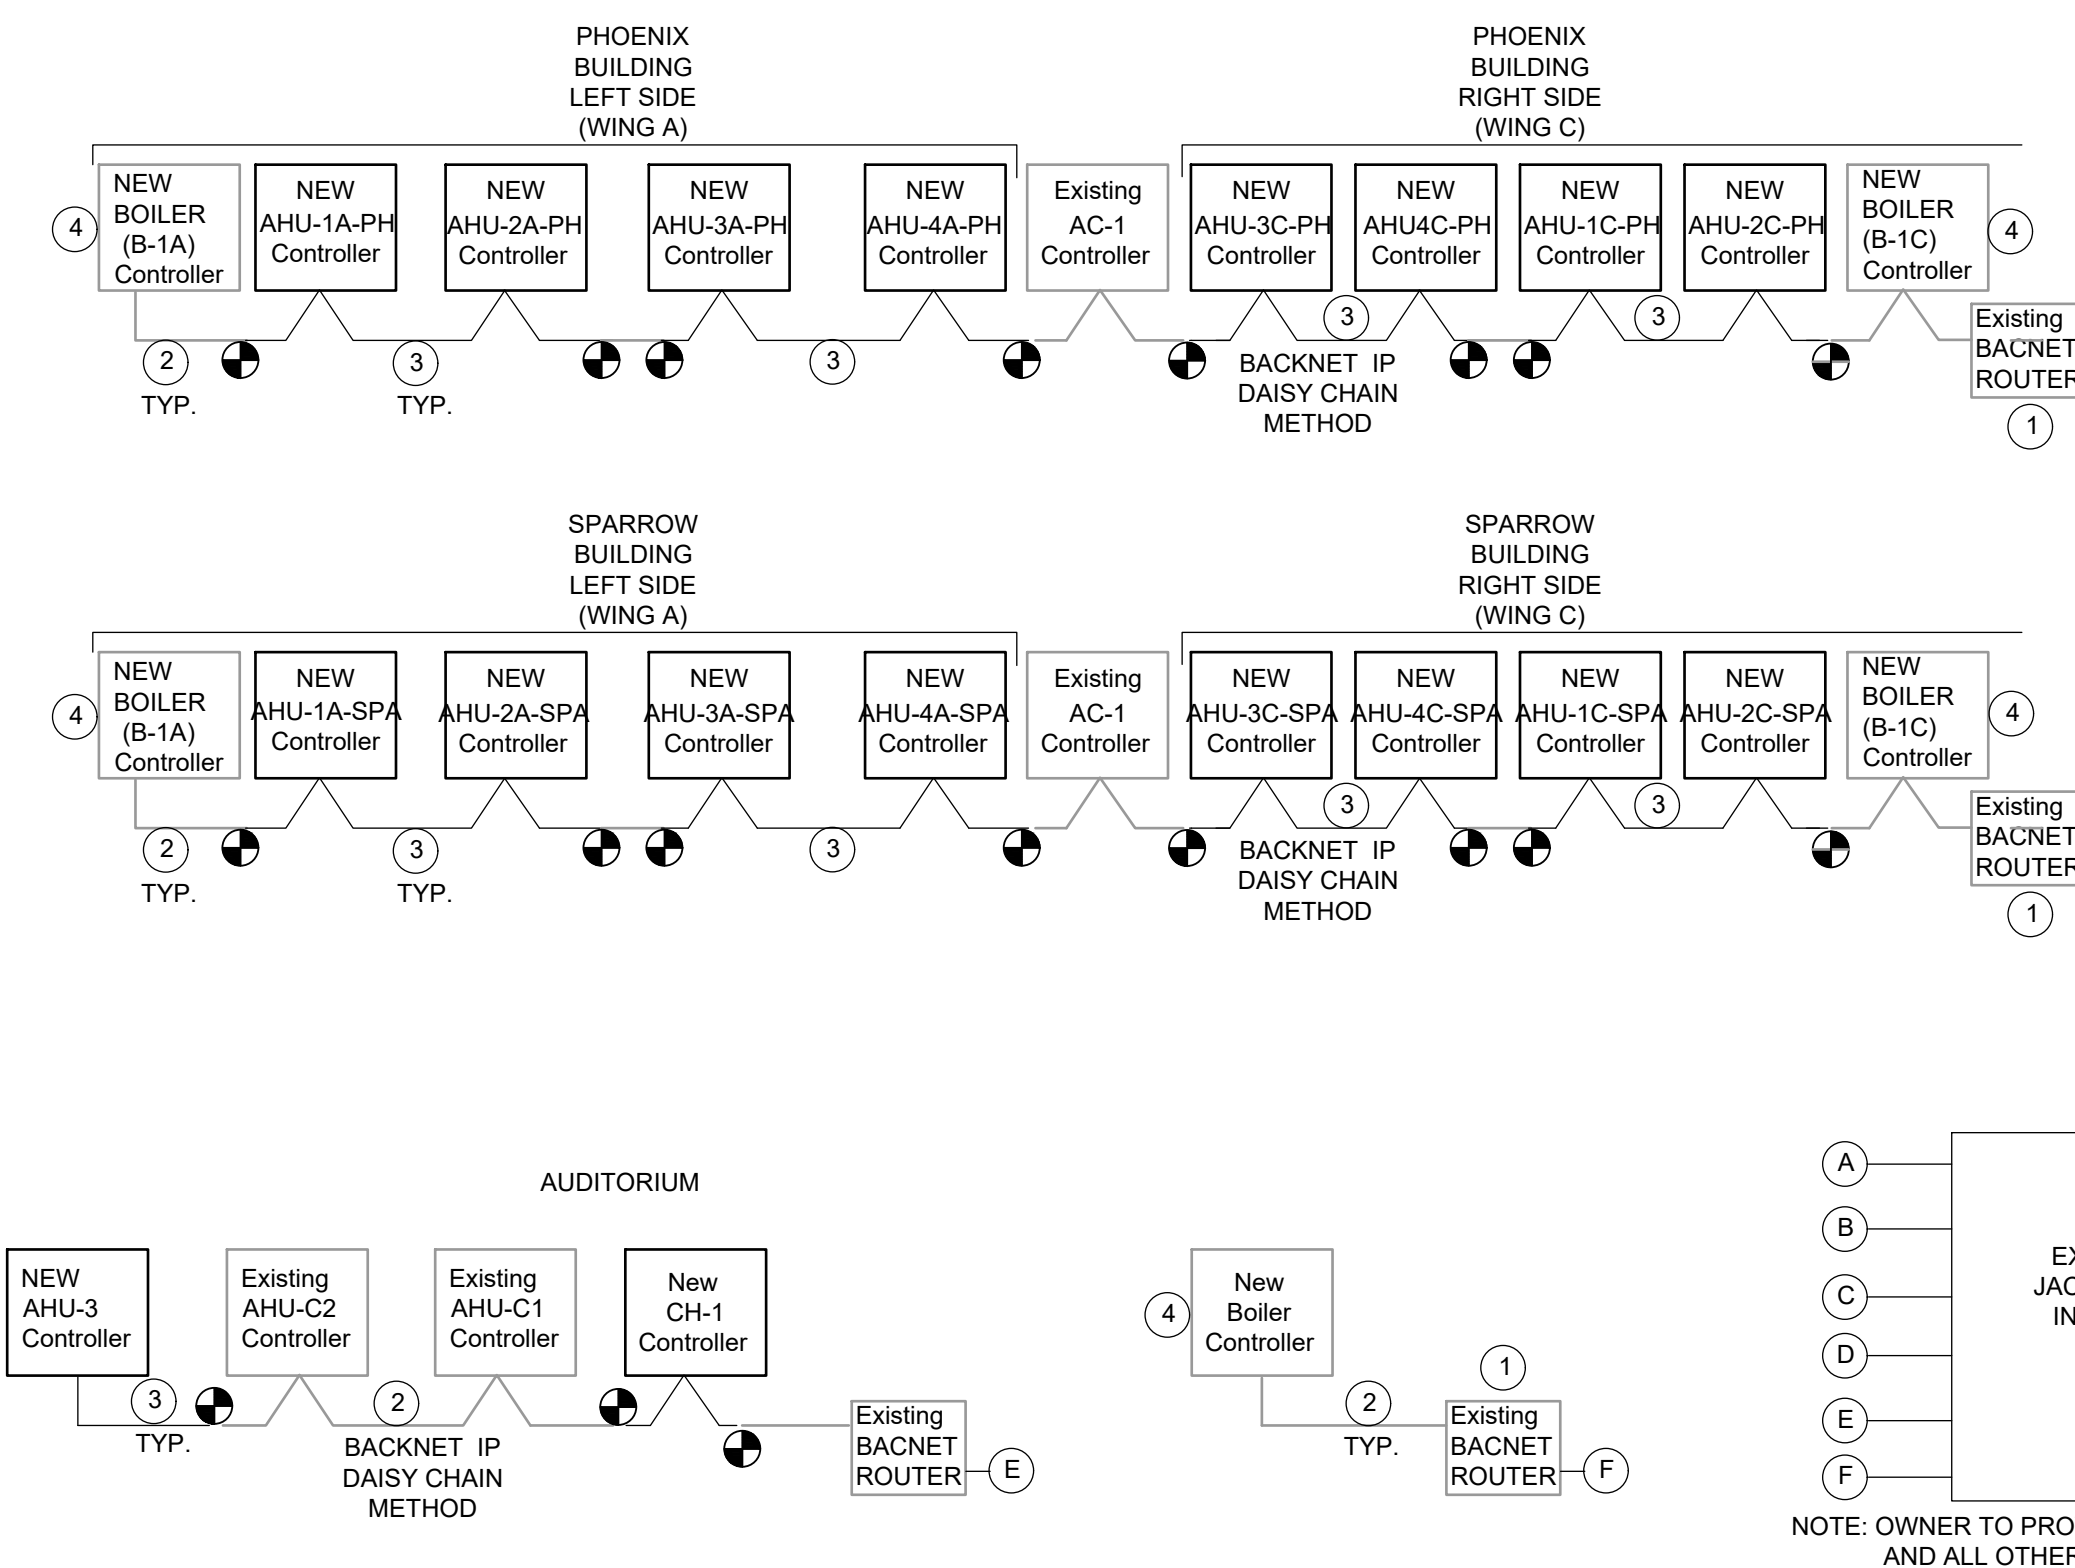 PHOENIX
BUILDING
LEFT SIDE
(WING A)
PHOENIX
BUILDING
RIGHT SIDE
(WING C)
4
NEW
BOILER
(B-1A)
Controller
NEW
AHU-1A-PH
Controller
NEW
AHU-2A-PH
Controller
NEW
AHU-3A-PH
Controller
NEW
AHU-4A-PH
Controller
Existing
AC-1
Controller
NEW
AHU-3C-PH
Controller
NEW
AHU4C-PH
Controller
NEW
AHU-1C-PH
Controller
NEW
AHU-2C-PH
Controller
NEW
BOILER
(B-1C)
Controller
4
2
TYP.
3
TYP.
3
3
BACKNET IP
DAISY CHAIN
METHOD
3
Existing
BACNET
ROUTER
1
SPARROW
BUILDING
LEFT SIDE
(WING A)
SPARROW
BUILDING
RIGHT SIDE
(WING C)
4
NEW
BOILER
(B-1A)
Controller
NEW
AHU-1A-SPA
Controller
NEW
AHU-2A-SPA
Controller
NEW
AHU-3A-SPA
Controller
NEW
AHU-4A-SPA
Controller
Existing
AC-1
Controller
NEW
AHU-3C-SPA
Controller
NEW
AHU-4C-SPA
Controller
NEW
AHU-1C-SPA
Controller
NEW
AHU-2C-SPA
Controller
NEW
BOILER
(B-1C)
Controller
4
2
TYP.
3
TYP.
3
3
BACKNET IP
DAISY CHAIN
METHOD
3
Existing
BACNET
ROUTER
1
AUDITORIUM
NEW
AHU-3
Controller
Existing
AHU-C2
Controller
Existing
AHU-C1
Controller
New
CH-1
Controller
3
TYP.
2
BACKNET IP
DAISY CHAIN
METHOD
Existing
BACNET
ROUTER
E
4
New
Boiler
Controller
2
TYP.
1
Existing
BACNET
ROUTER
F
A
B
C
D
E
F
NOTE: OWNER TO
AND ALL